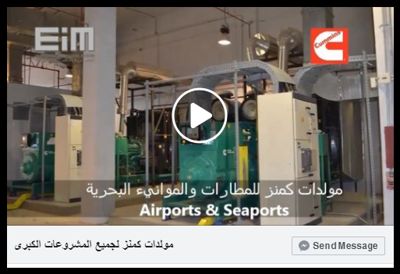 EIM
Cummins
مولدات كمنز للمطارات والموانيء البحرية
Airports & Seaports
مولدات كمنز لجميع المشروعات الكبرى
Send Message